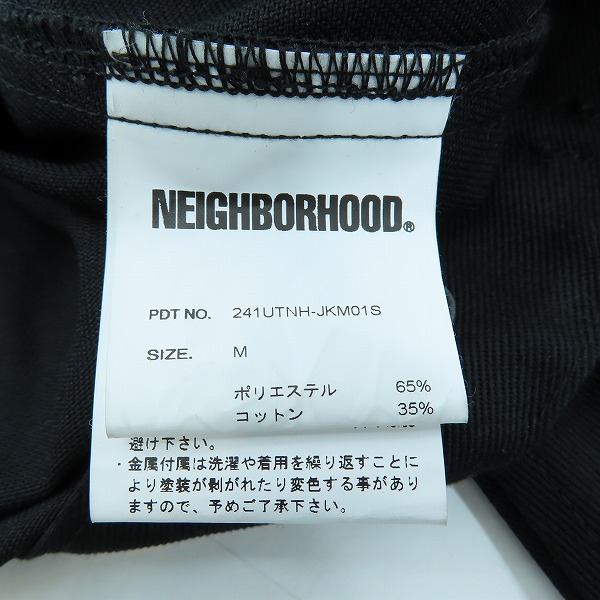 NEIGHBORHOOD®
PDT NO. 241UTNH-JKM01S
SIZE. M
ポリエステル 65%
コットン 35%
避け下さい。
・金属付属は洗濯や着用を繰り返すことに
より塗装が剥がれたり変色する事があり
ますので、予めご了承下さい。